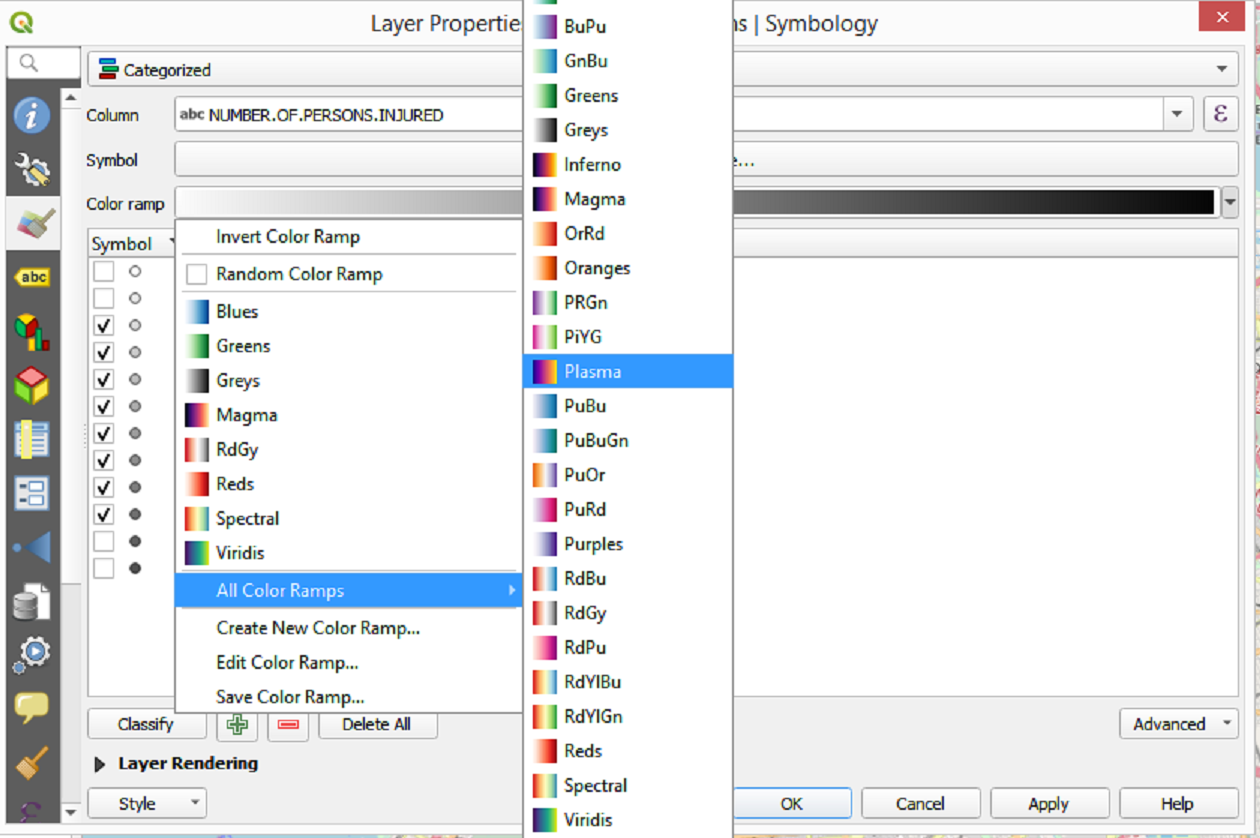 Layer Propertie
ns | Symbology
Categorized
Column
abc NUMBER.OF.PERSONS.INJURED
ε
Symbol
e...
Color ramp
Symbol
abc
Invert Color Ramp
Random Color Ramp
Blues
Greens
Greys
Magma
RdGy
Reds
Spectral
Viridis
All Color Ramps
Create New Color Ramp...
Edit Color Ramp...
Save Color Ramp...
BuPu
GnBu
Greens
Greys
Inferno
Magma
OrRd
Oranges
PRGn
PiYG
Plasma
PuBu
PuBuGn
PuOr
PuRd
Purples
RdBu
RdGy
RdPu
RdYlBu
RdYlGn
Reds
Spectral
Viridis
Classify
Delete All
Advanced
Layer Rendering
Style
OK
Cancel
Apply
Help